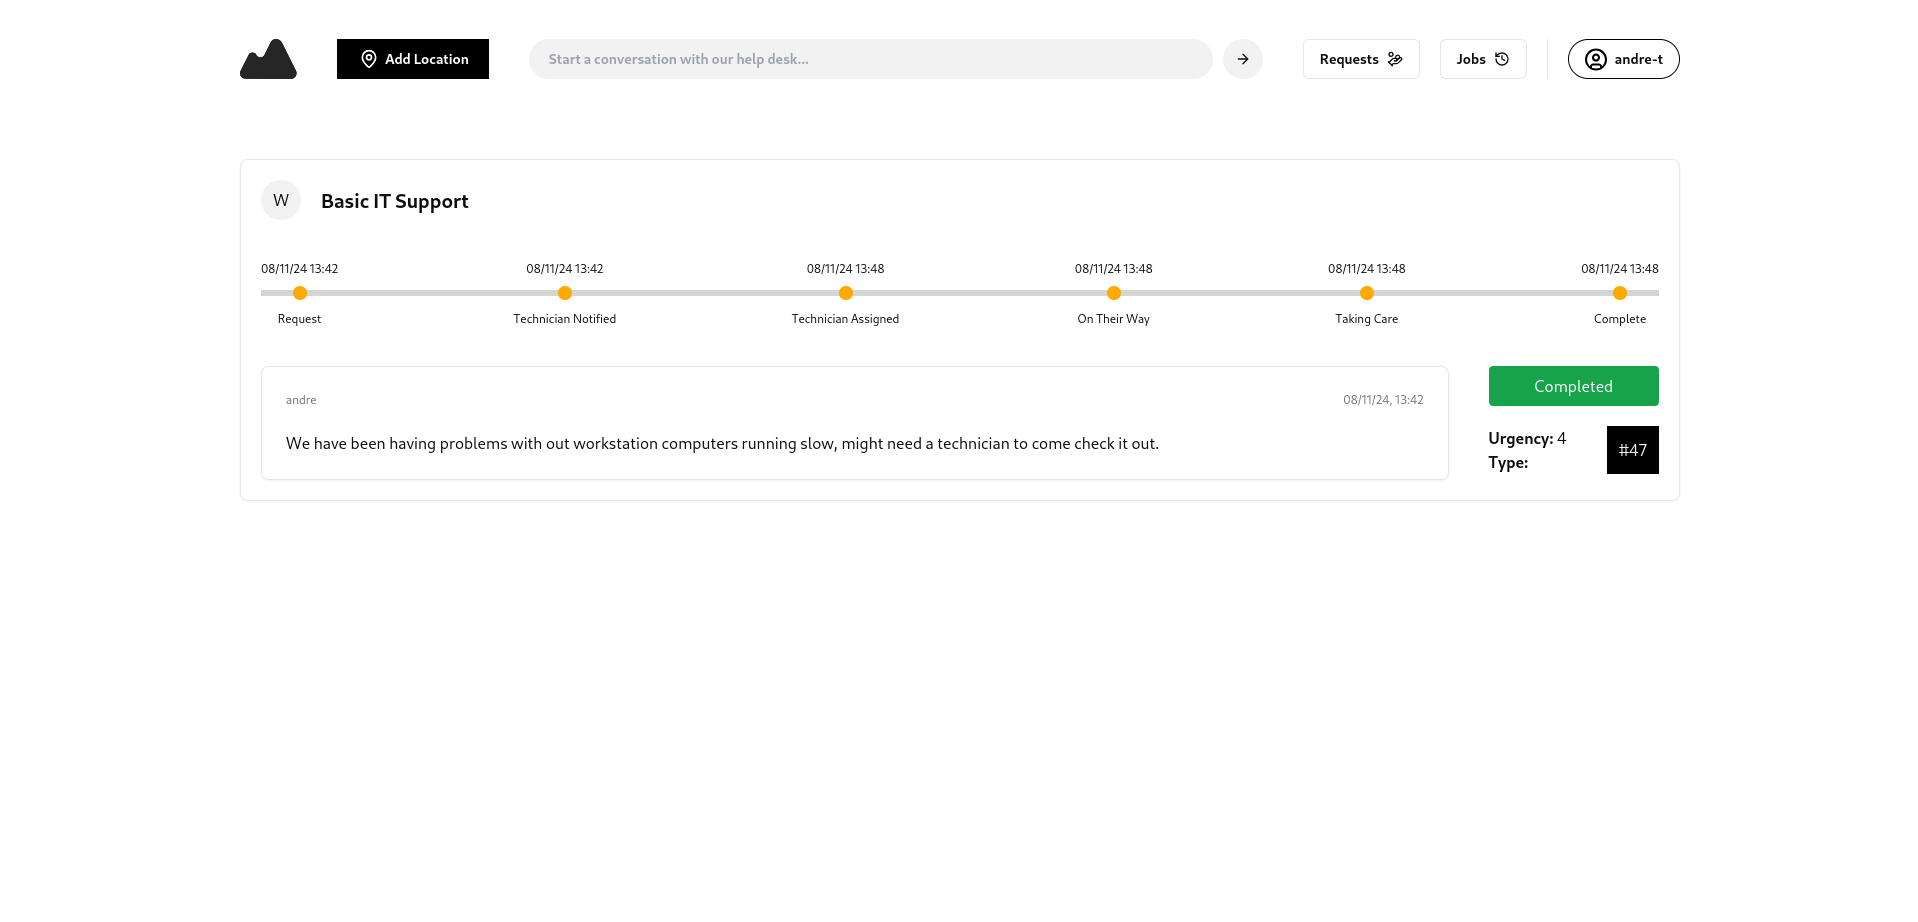 Add Location
Start a conversation with our help desk...
Requests
Jobs
andre-t
W
Basic IT Support
08/11/24 13:42
08/11/24 13:42
08/11/24 13:48
08/11/24 13:48
08/11/24 13:48
08/11/24 13:48
Request
Technician Notified
Technician Assigned
On Their Way
Taking Care
Complete
andre
08/11/24, 13:42
We have been having problems with out workstation computers running slow, might need a technician to come check it out.
Completed
Urgency: 4
Type:
#47